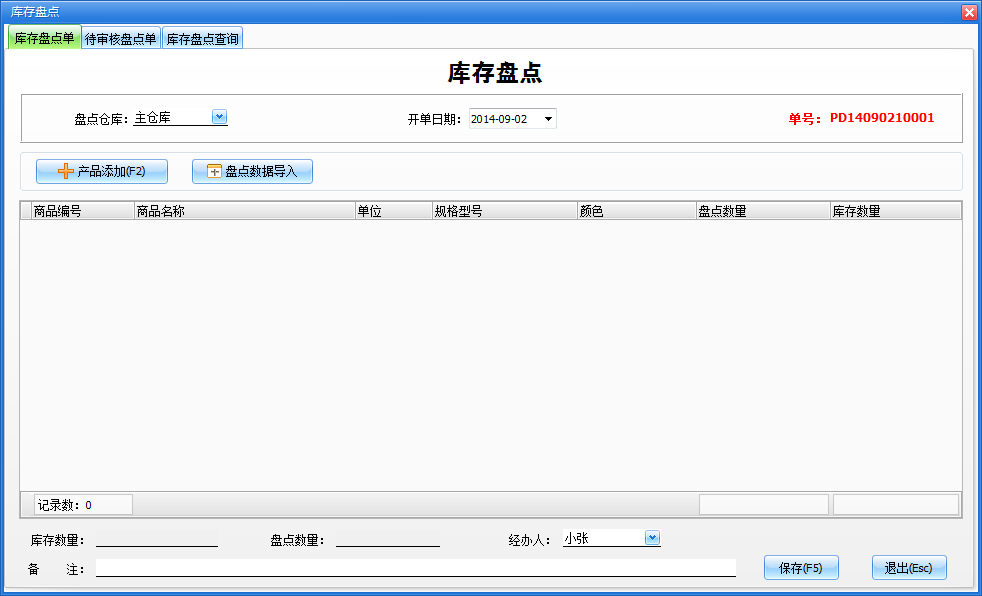 库存盘点
库存盘点单 待审核盘点单 库存盘点查询
库存盘点
盘点仓库: 主仓库 开单日期: 2014-09-02 单号: PD14090210001
产品添加(F2) 盘点数据导入
商品编号 商品名称 单位 规格型号 颜色 盘点数量 库存数量
记录数: 0
库存数量: 盘点数量: 经办人: 小张
备 注: 保存(F5) 退出(Esc)